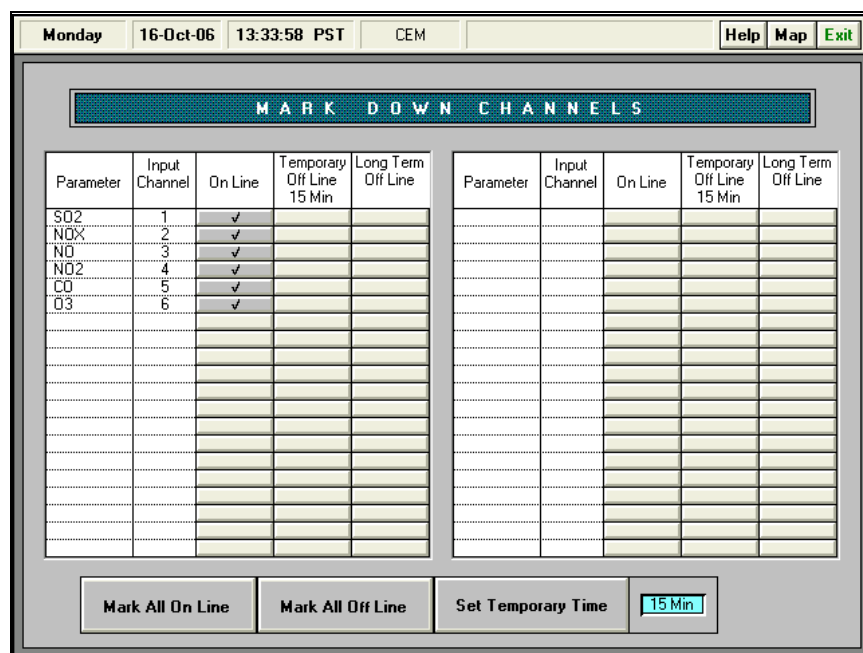 Monday 16-Oct-06 13:33:58 PST CEM Help Map Exit
MARK DOWN CHANNELS
Parameter Input Channel On Line Temporary Off Line 15 Min Long Term Off Line Parameter Input Channel On Line Temporary Off Line 15 Min Long Term Off Line
SO2 1 ✓
NOX 2 ✓
NO 3 ✓
NO2 4 ✓
CO 5 ✓
O3 6 ✓
Mark All On Line Mark All Off Line Set Temporary Time 15 Min